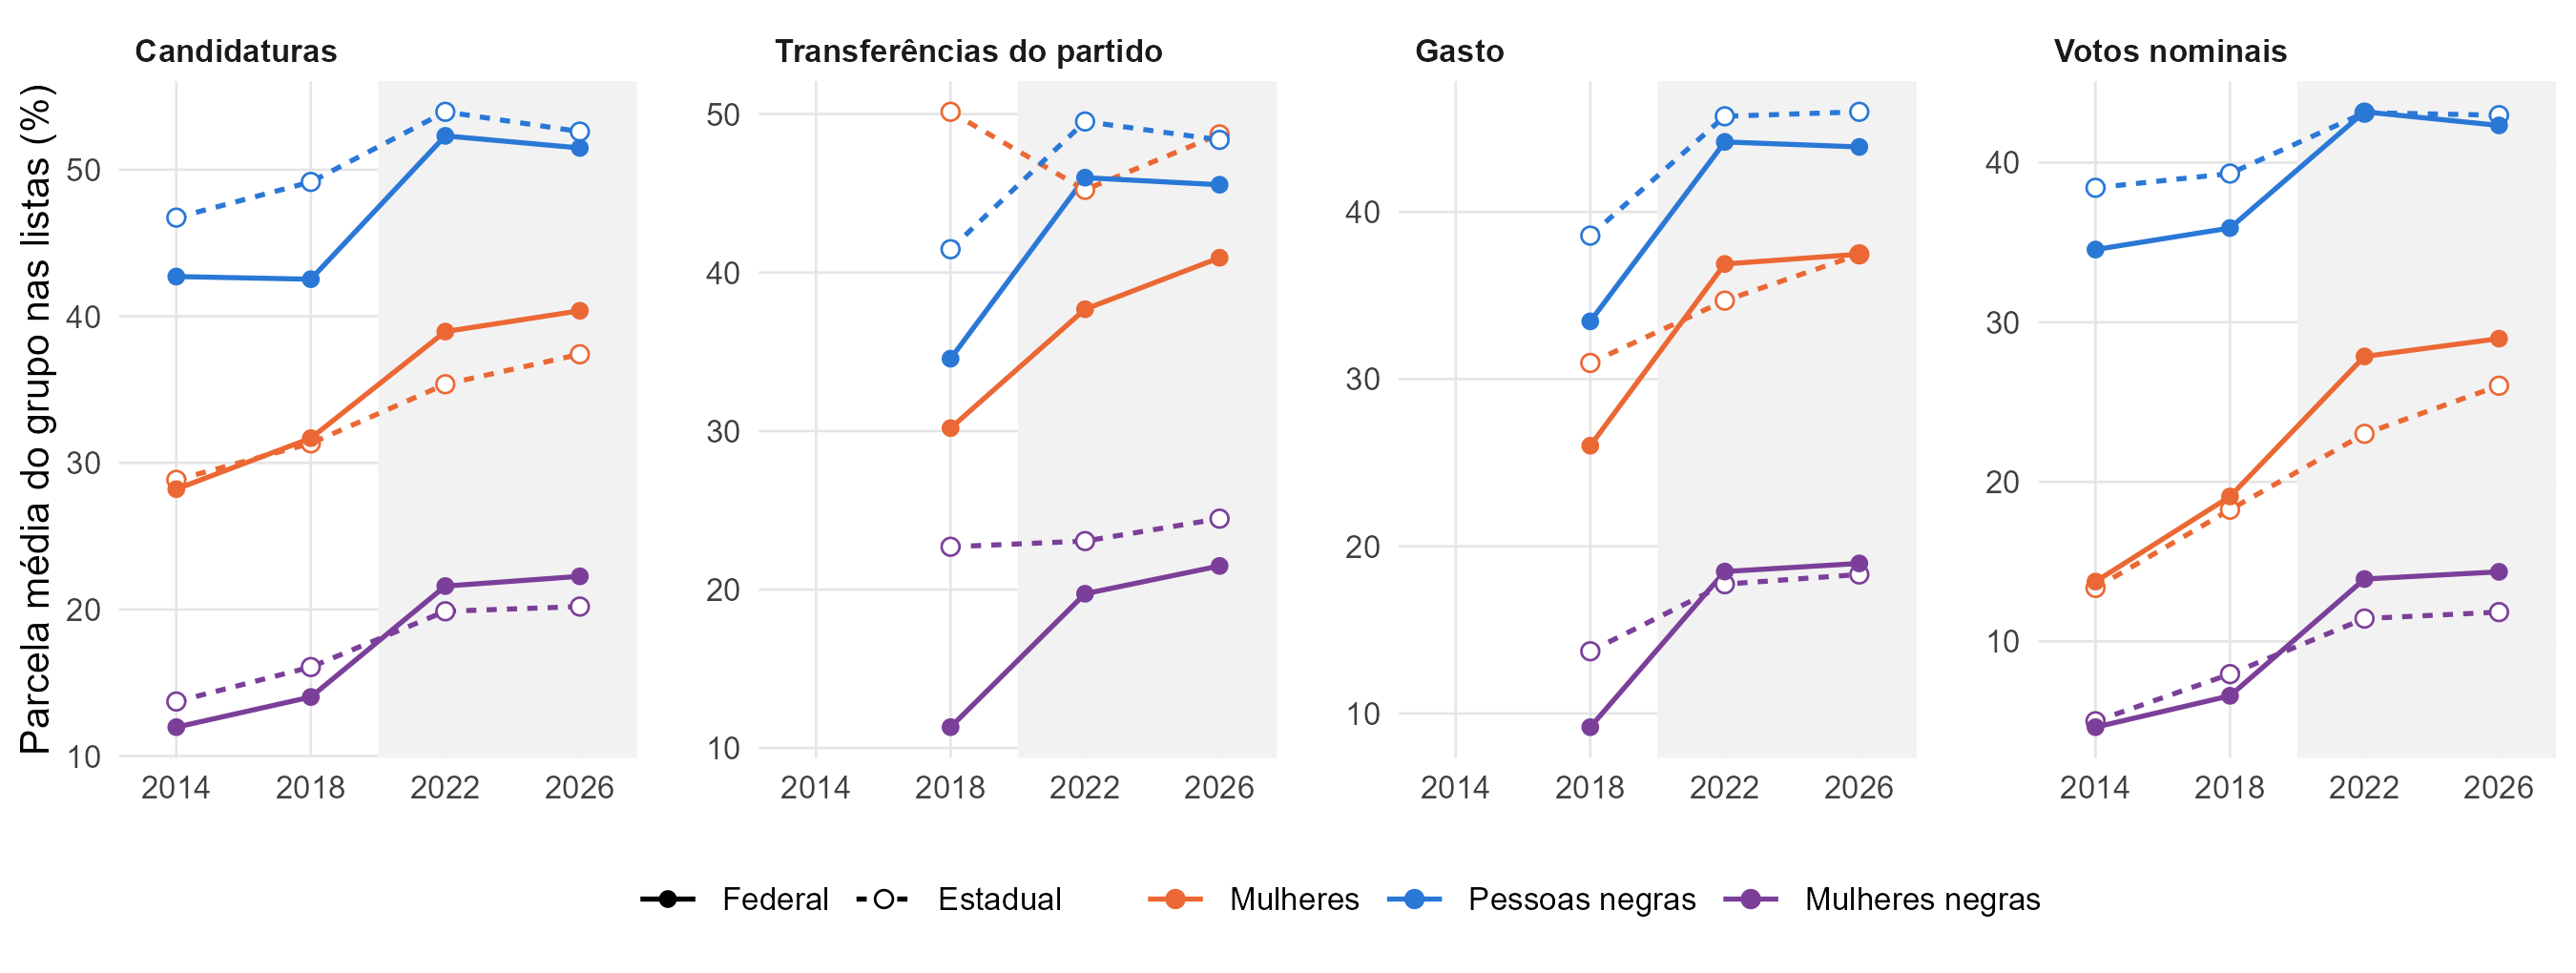 Candidaturas
Transferências do partido
Gasto
Votos nominais
Parcela média do grupo nas listas (%)
50
40
30
20
10
2014 2018 2022 2026
50
40
30
20
10
2014 2018 2022 2026
40
30
20
10
2014 2018 2022 2026
40
30
20
10
2014 2018 2022 2026
Federal Estadual Mulheres Pessoas negras Mulheres negras